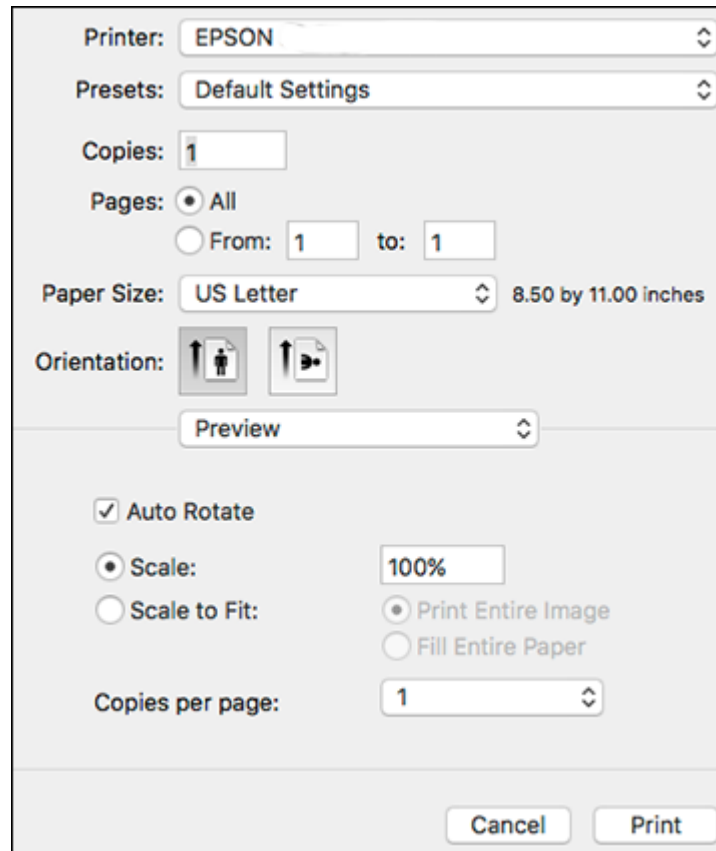 Printer: EPSON
Presets: Default Settings
Copies: 1
Pages: All
From: 1 to: 1
Paper Size: US Letter 8.50 by 11.00 inches
Orientation:
Preview
Auto Rotate
Scale: 100%
Scale to Fit: Print Entire Image
Fill Entire Paper
Copies per page: 1
Cancel Print